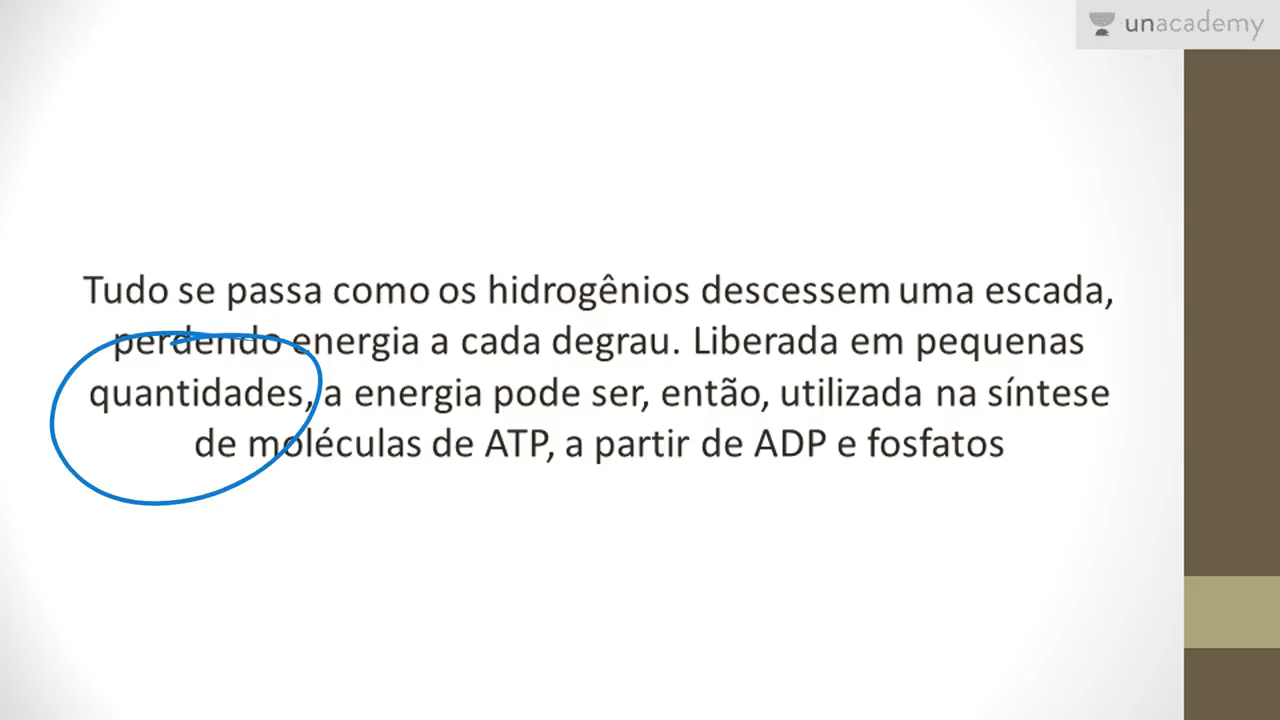 unacademy
Tudo se passa como os hidrogênios descessem uma escada,
perdendo energia a cada degrau. Liberada em pequenas
quantidades, a energia pode ser, então, utilizada na síntese
de moléculas de ATP, a partir de ADP e fosfatos